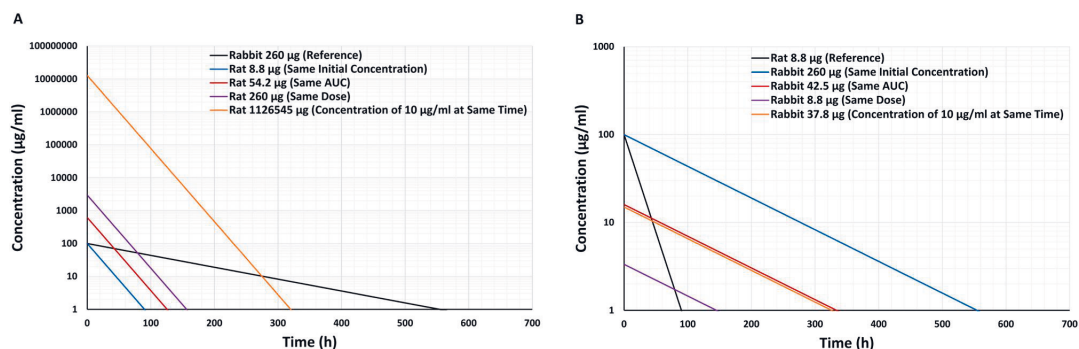 A
Concentration (µg/ml)
100000000
10000000
1000000
100000
10000
1000
100
10
1
Rabbit 260 µg (Reference)
Rat 8.8 µg (Same Initial Concentration)
Rat 54.2 µg (Same AUC)
Rat 260 µg (Same Dose)
Rat 1126545 µg (Concentration of 10 µg/ml at Same Time)
0 100 200 300 400 500 600 700
Time (h)
B
Concentration (µg/ml)
1000
100
10
1
Rat 8.8 µg (Reference)
Rabbit 260 µg (Same Initial Concentration)
Rabbit 42.5 µg (Same AUC)
Rabbit 8.8 µg (Same Dose)
Rabbit 37.8 µg (Concentration of 10 µg/ml at Same Time)
0 100 200 300 400 500 600 700
Time (h)